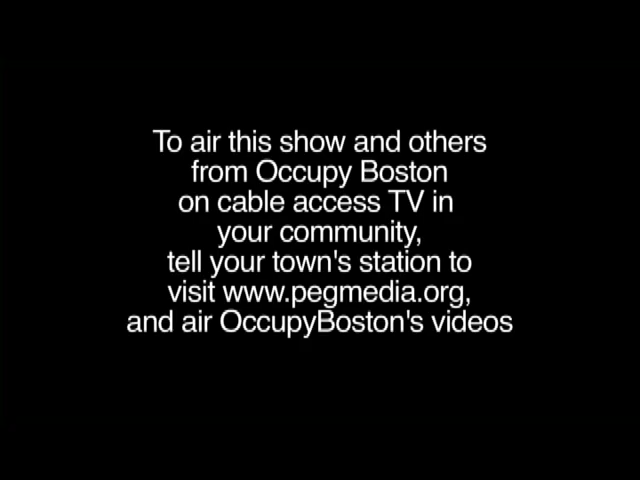 To air this show and others
from Occupy Boston
on cable access TV in
your community,
tell your town's station to
visit www.pegmedia.org,
and air OccupyBoston's videos